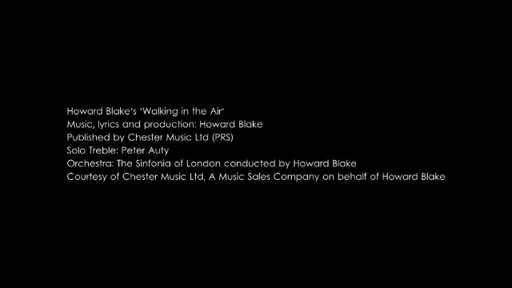 Howard Blake's 'Walking in the Air'
Music, lyrics and production: Howard Blake
Published by Chester Music Ltd (PRS)
Solo Treble: Peter Auty
Orchestra: The Sinfonia of London conducted by Howard Blake
Courtesy of Chester Music Ltd, A Music Sales Company on behalf of Howard Blake